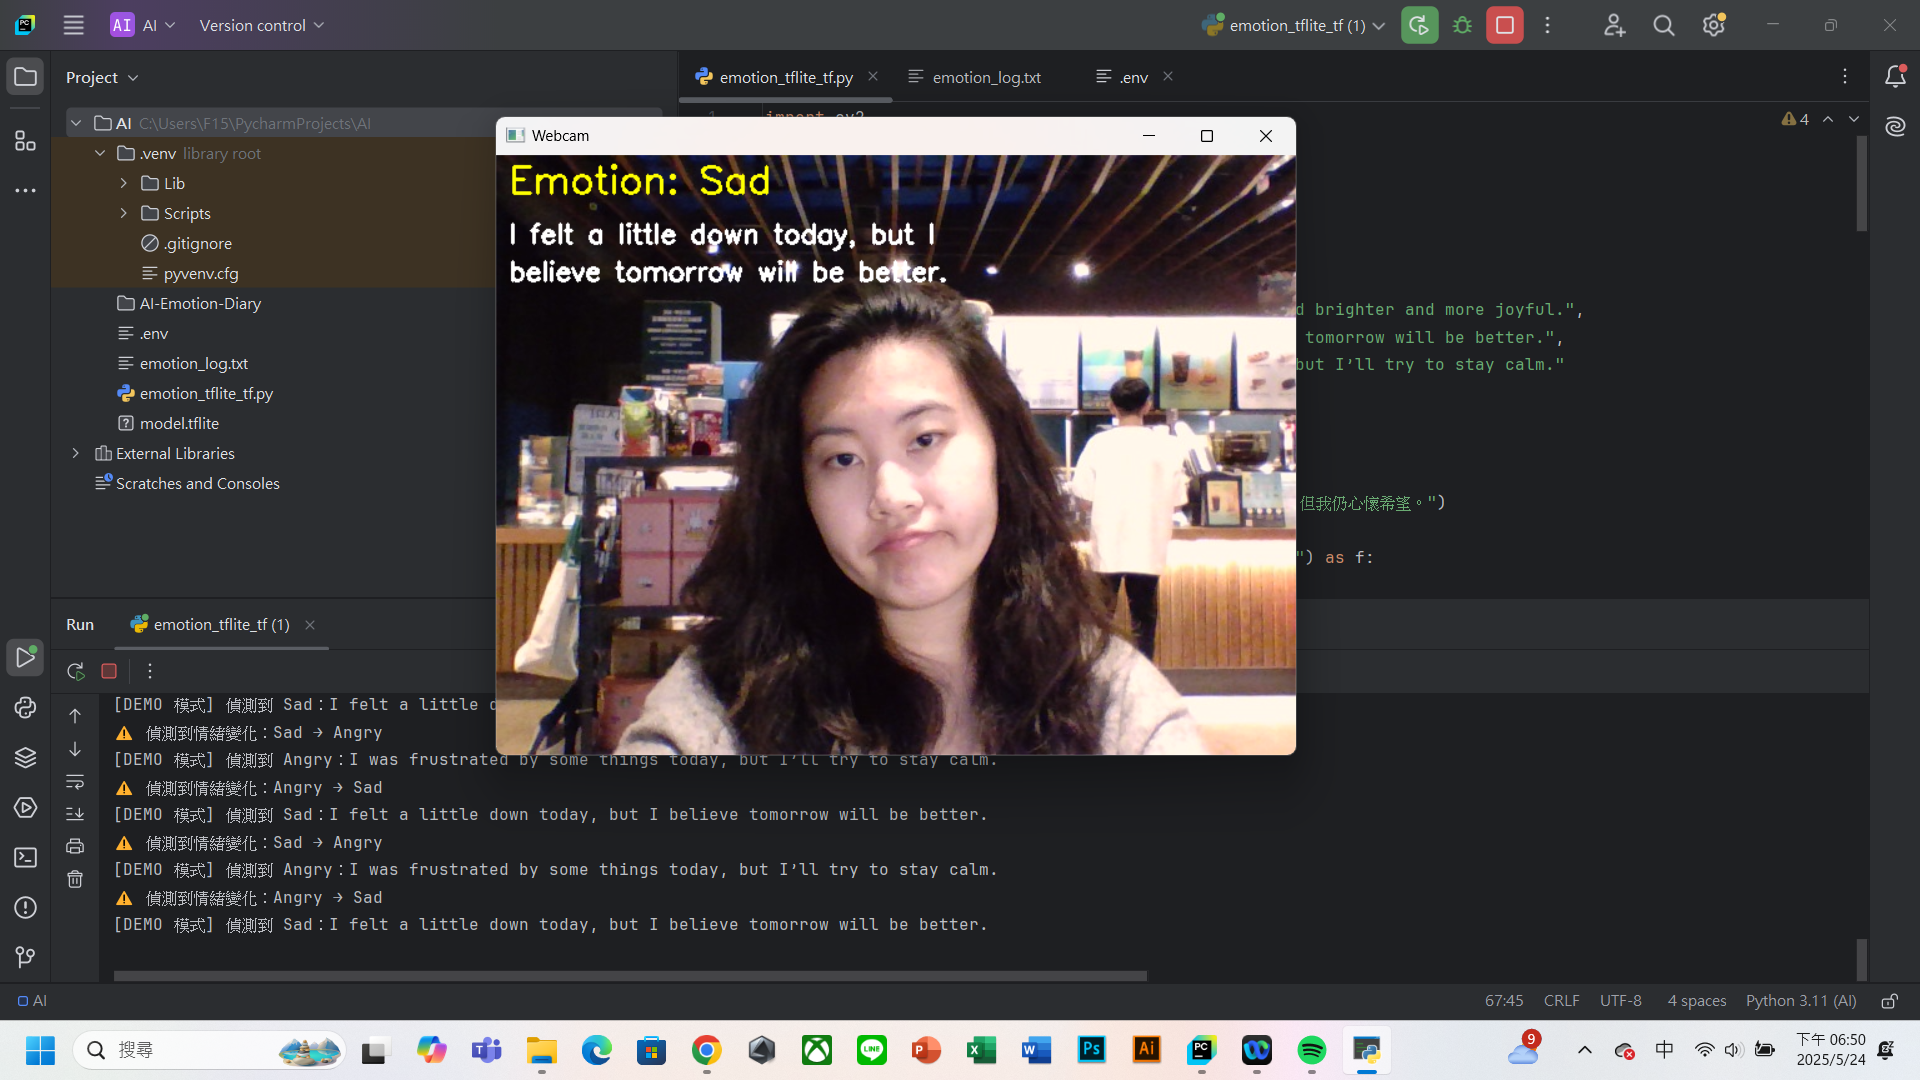 AI AI
Version control
emotion_tflite_tf (1)
Project
emotion_tflite_tf.py
emotion_log.txt
.env
AI C:\Users\F15\PycharmProjects\AI
.venv library root
Lib
Scripts
.gitignore
pyvenv.cfg
AI-Emotion-Diary
.env
emotion_log.txt
emotion_tflite_tf.py
model.tflite
External Libraries
Scratches and Consoles
4
Webcam
Emotion: Sad
I felt a little down today, but I
believe tomorrow will be better.
d brighter and more joyful.",
tomorrow will be better.",
but I’ll try to stay calm."
但我仍心懷希望。")
") as f:
Run
emotion_tflite_tf (1)
[DEMO 模式] 偵測到 Sad：I felt a little
⚠ 偵測到情緒變化：Sad → Angry
[DEMO 模式] 偵測到 Angry：I was frustrated by some things today, but I’ll try to stay calm.
⚠ 偵測到情緒變化：Angry → Sad
[DEMO 模式] 偵測到 Sad：I felt a little down today, but I believe tomorrow will be better.
⚠ 偵測到情緒變化：Sad → Angry
[DEMO 模式] 偵測到 Angry：I was frustrated by some things today, but I’ll try to stay calm.
⚠ 偵測到情緒變化：Angry → Sad
[DEMO 模式] 偵測到 Sad：I felt a little down today, but I believe tomorrow will be better.
AI
67:45 CRLF UTF-8 4 spaces Python 3.11 (AI)
搜尋
LINE
Ps
Ai
PC
9
中
下午 06:50
2025/5/24